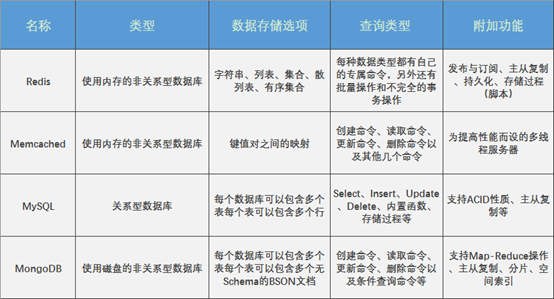 名称 类型 数据存储选项 查询类型 附加功能
Redis
使用内存的非关系型数据库
字符串、列表、集合、散
列表、有序集合
每种数据类型都有自己
的专属命令，另外还有
批量操作和不完全的事
务操作
发布与订阅、主从复制
、持久化、存储过程
(脚本)
Memcached
使用内存的非关系型数据库
键值对之间的映射
创建命令、读取命令、
更新命令、删除命令以
及其他几个命令
为提高性能而设的多线
程服务器
MySQL
关系型数据库
每个数据库可以包含多个
表每个表可以包含多个行
Select、Insert、Update
、Delete、内置函数、
存储过程等
支持ACID性质、主从复
制等
MongoDB
使用磁盘的非关系型数据库
每个数据库可以包含多个
表每个表可以包含多个无
Schema的BSON文档
创建命令、读取命令、
更新命令、删除命令以
及条件查询命令等
支持Map-Reduce操作
、主从复制、分片、空
间索引